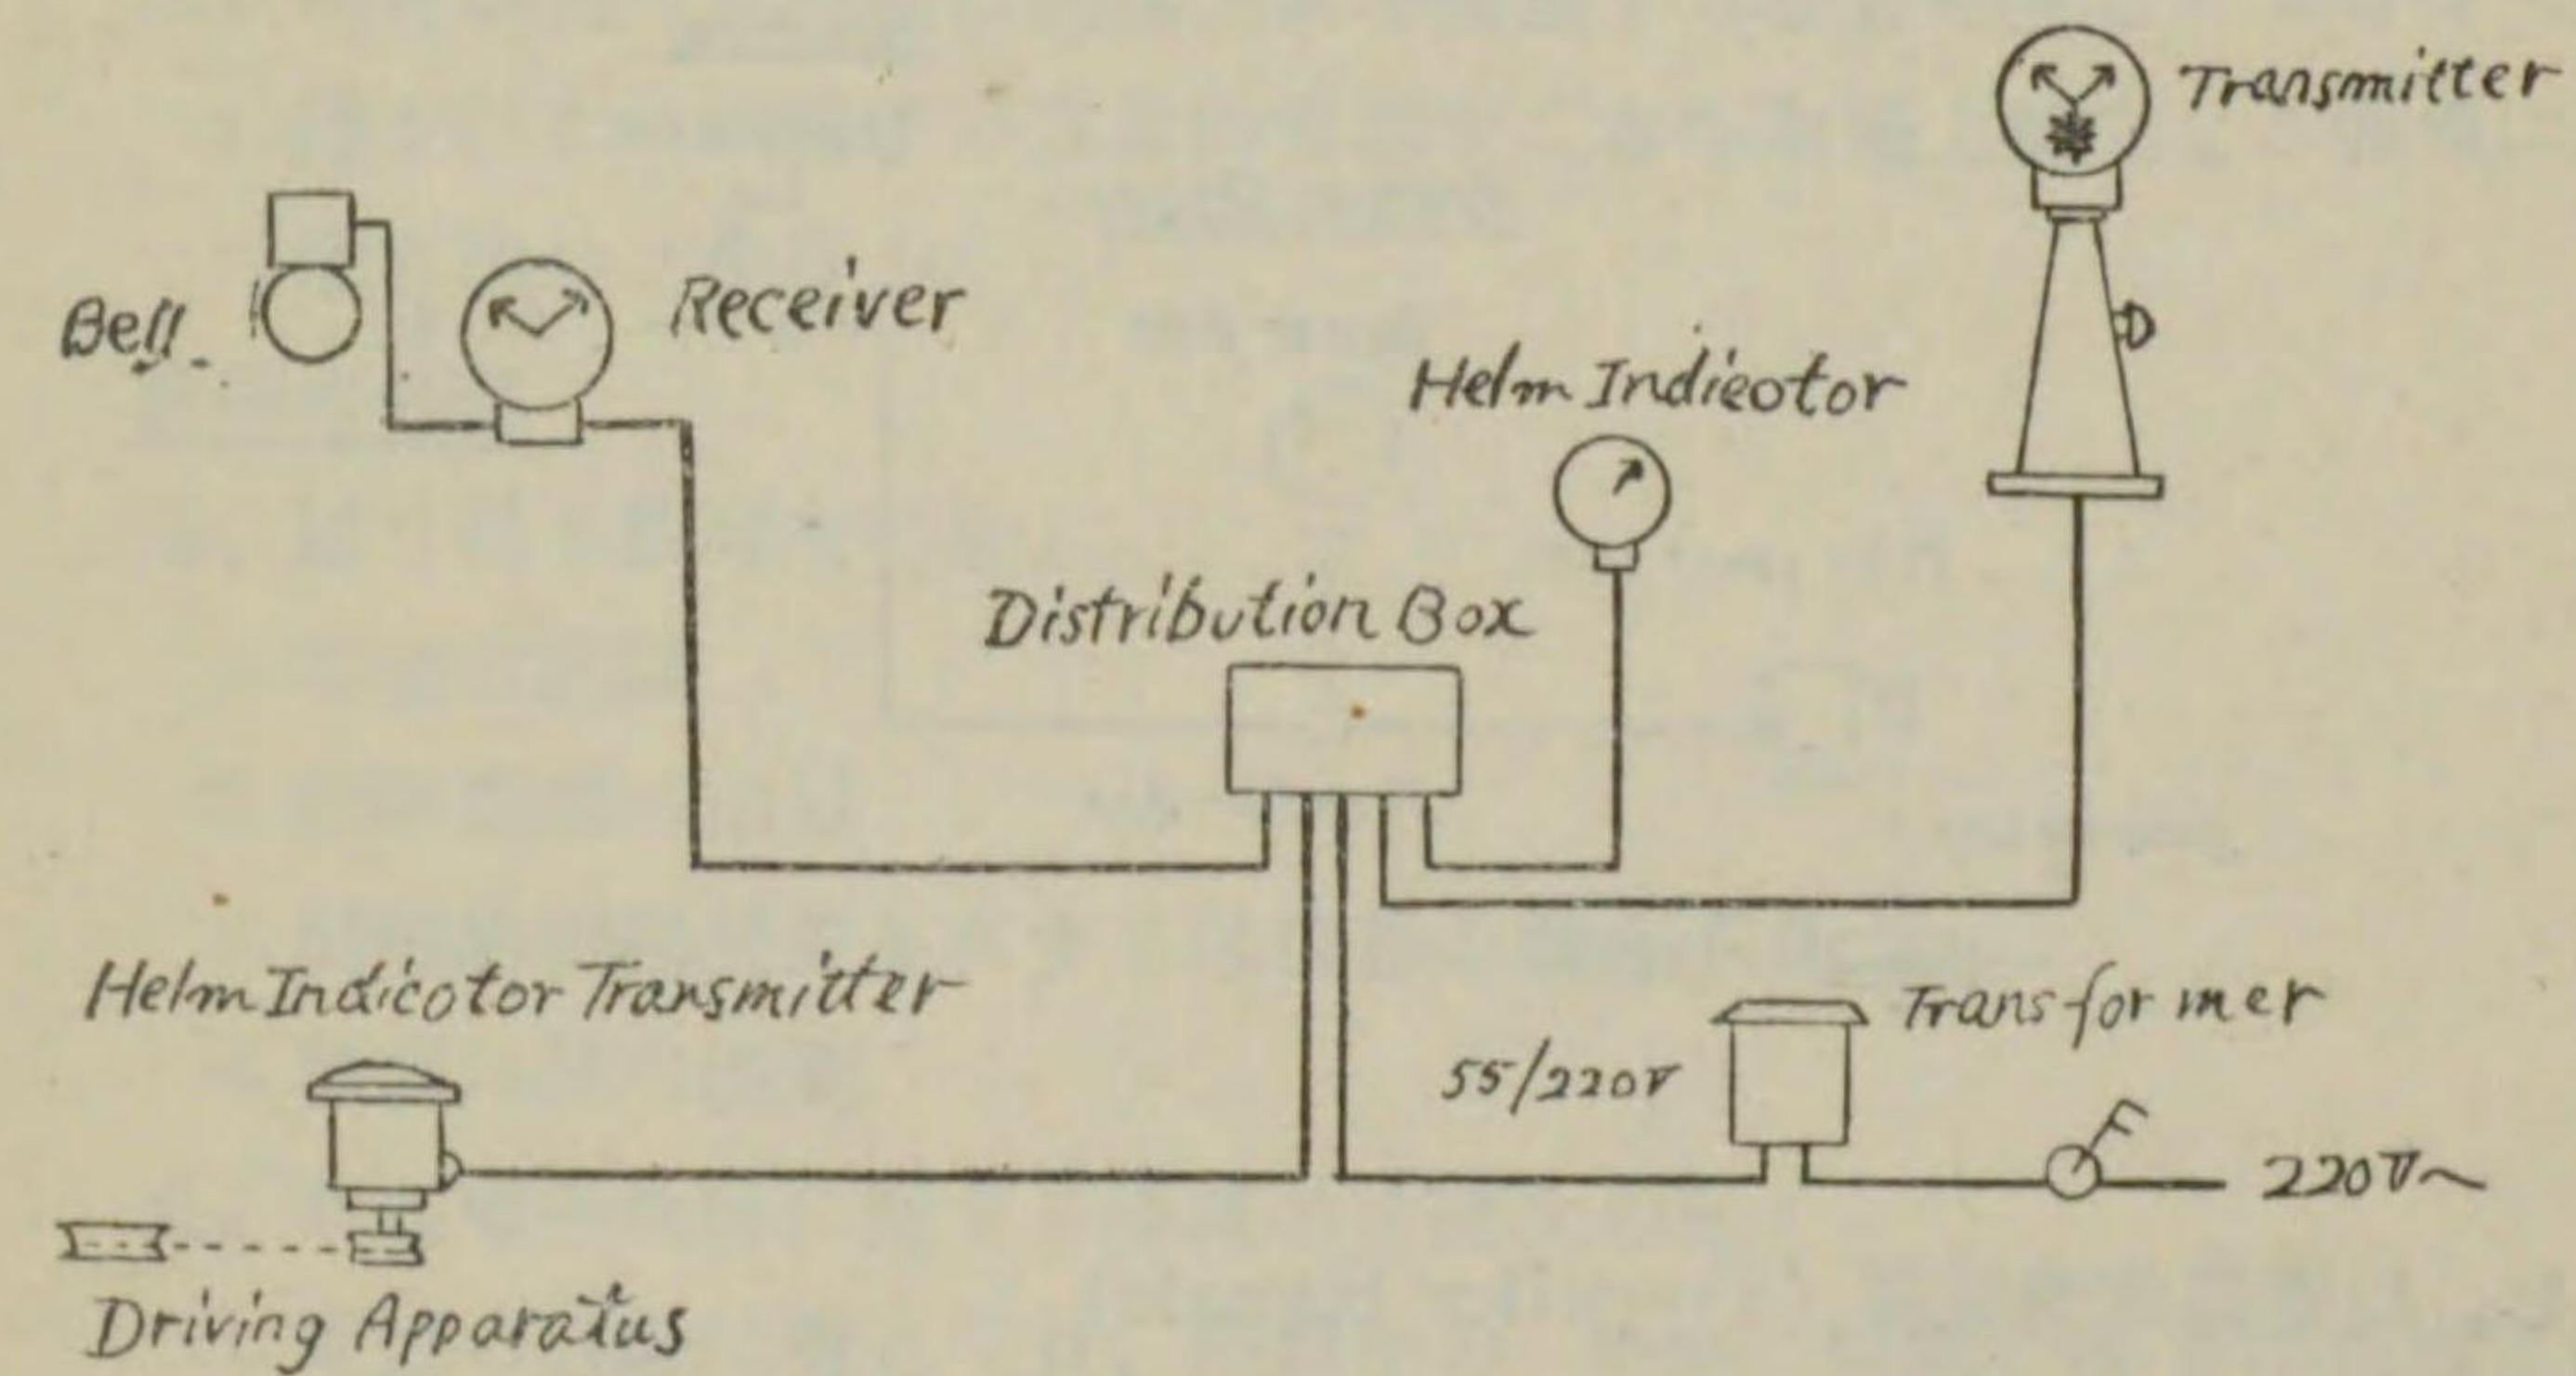 Transmitter
Bell
Receiver
Helm Indicotor
Distribution Box
Helm Indicotor Transmitter
Transformer
55/220V
220V~
Driving Apparatus